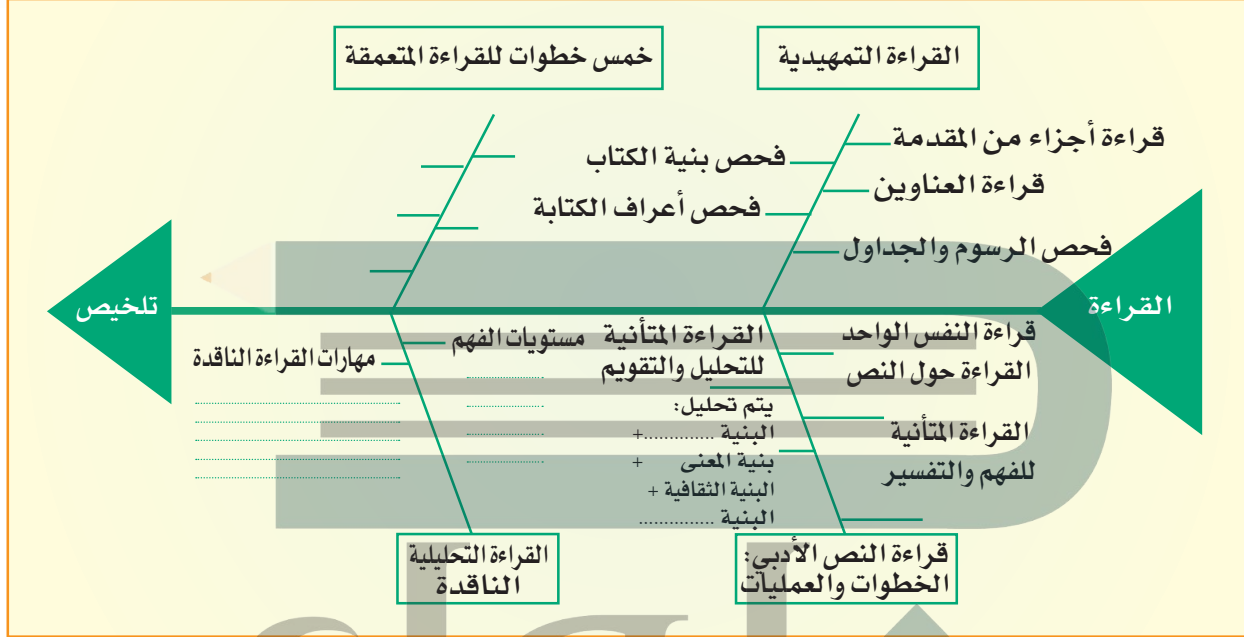 القراءة التمهيدية
خمس خطوات للقراءة المتعمقة
قراءة أجزاء من المقدمة
فحص بنية الكتاب
قراءة العناوين
فحص أعراف الكتابة
فحص الرسوم والجداول
القراءة
تلخيص
قراءة النفس الواحد
القراءة حول النص
القراءة المتأنية
للفهم والتفسير
القراءة المتأنية
للتحليل والتقويم
يتم تحليل:
البنية ..............+
بنية المعنى +
البنية الثقافية +
البنية ...............
مستويات الفهم
مهارات القراءة الناقدة
قراءة النص الأدبي:
الخطوات والعمليات
القراءة التحليلية
الناقدة